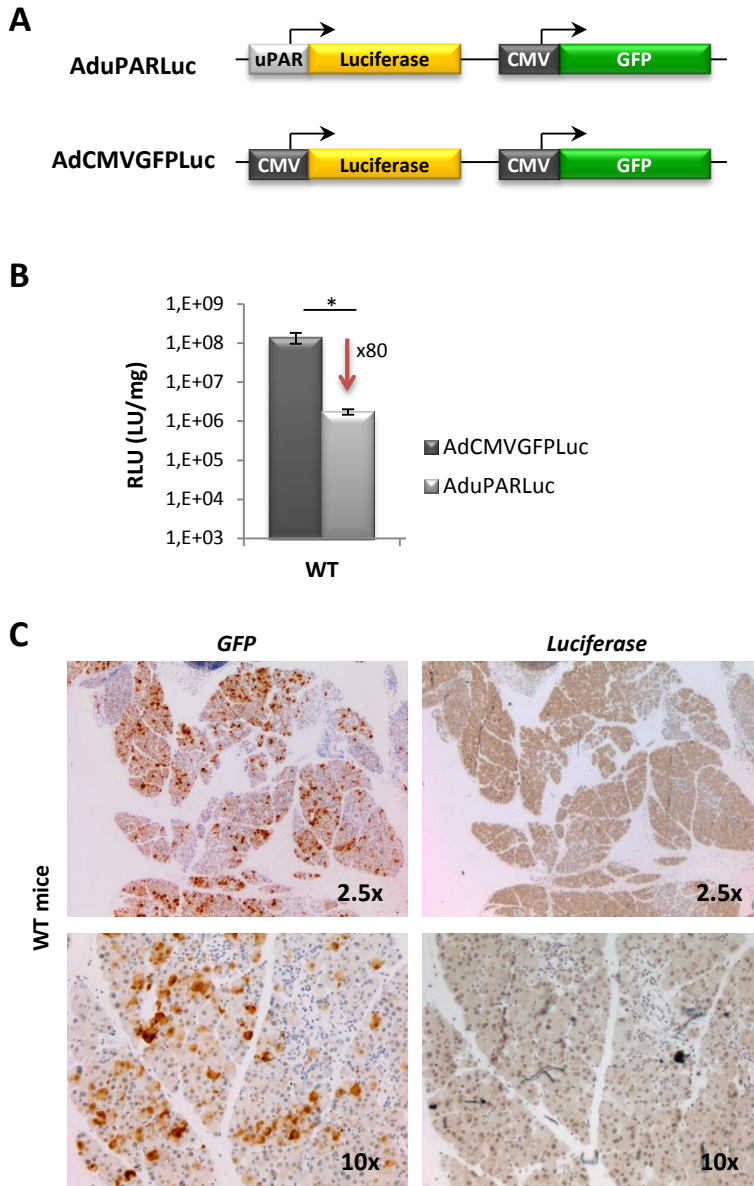 A
AduPARLuc
uPAR Luciferase CMV GFP
AdCMVGFPLuc
CMV Luciferase CMV GFP
B
RLU (LU/mg)
1,E+09
1,E+08
1,E+07
1,E+06
1,E+05
1,E+04
1,E+03
*
x80
WT
AdCMVGFPLuc
AduPARLuc
C
GFP Luciferase
WT mice
2.5x 2.5x
10x 10x